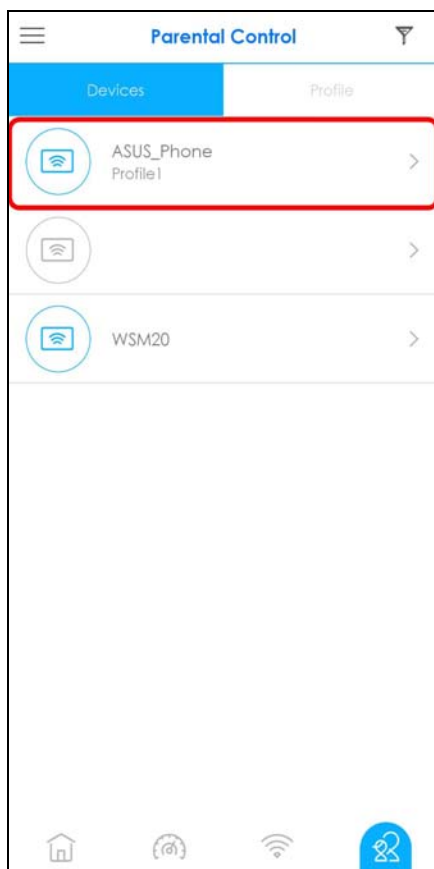 Parental Control
Devices
Profile
ASUS_Phone
Profile1
WSM20